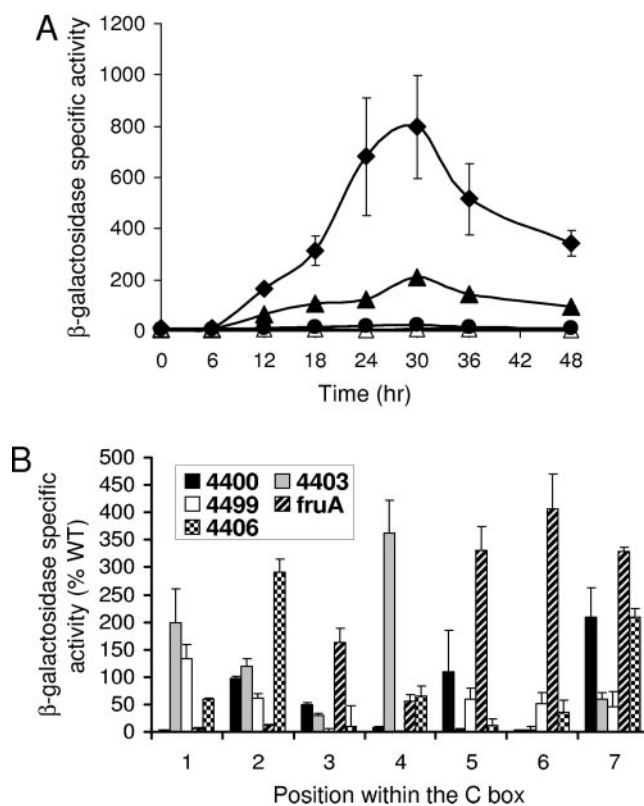 A
β-galactosidase specific activity
1200
1000
800
600
400
200
0
0 6 12 18 24 30 36 42 48
Time (hr)
B
β-galactosidase specific
activity (% WT)
500
450
400
350
300
250
200
150
100
50
0
4400 4403
4499 fruA
4406
1 2 3 4 5 6 7
Position within the C box